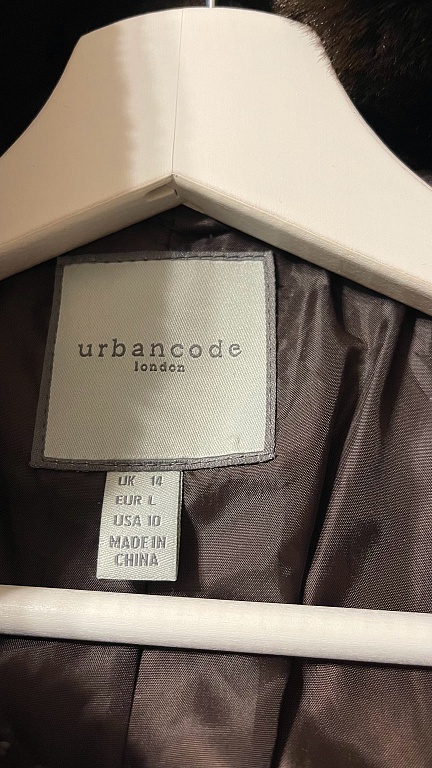 urbancode
london
UK 14
EUR L
USA 10
MADE IN
CHINA